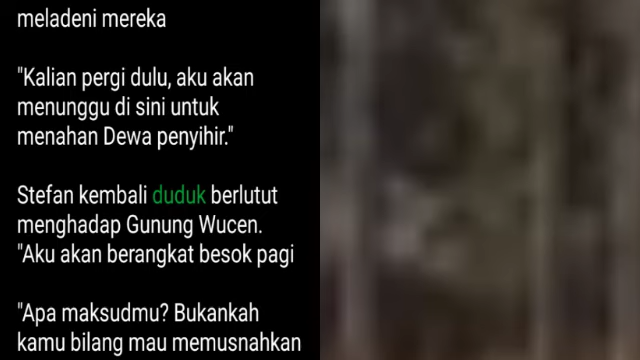 meladeni mereka
"Kalian pergi dulu, aku akan
menunggu di sini untuk
menahan Dewa penyihir."
Stefan kembali duduk berlutut
menghadap Gunung Wucen.
"Aku akan berangkat besok pagi
"Apa maksudmu? Bukankah
kamu bilang mau memusnahkan